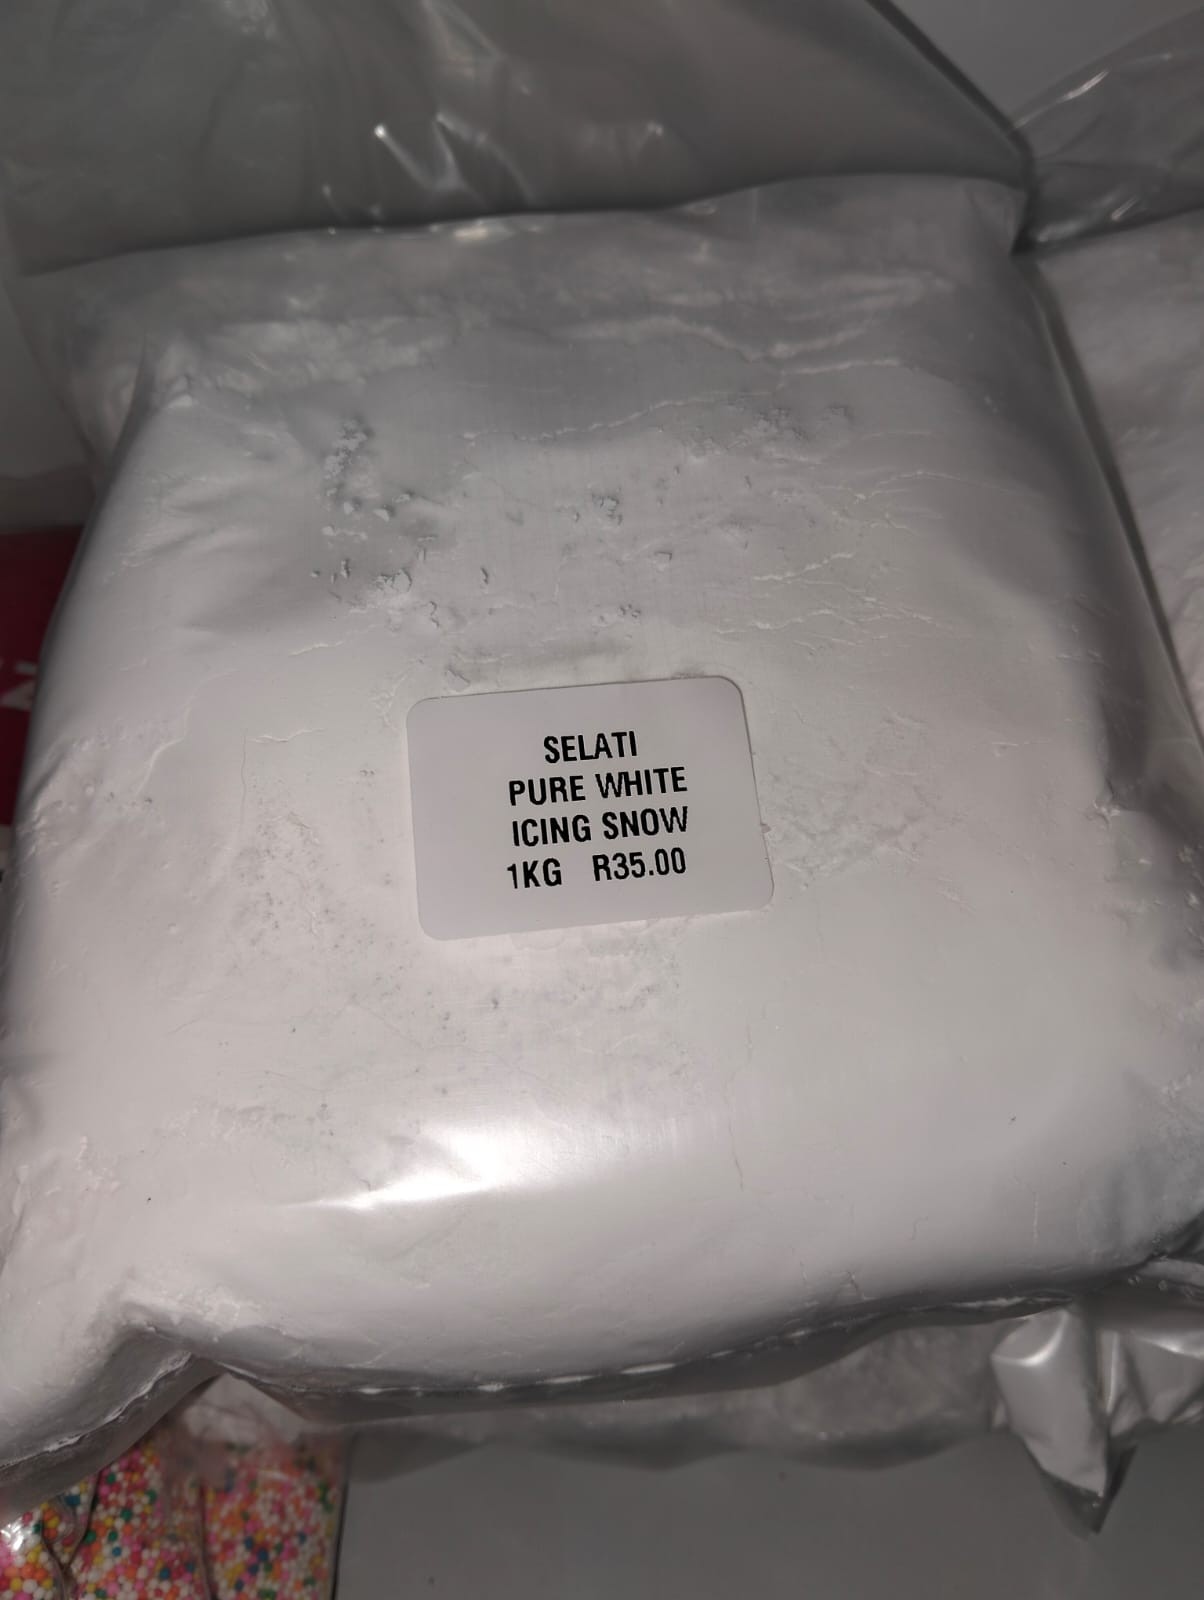 SELATI
PURE WHITE
ICING SNOW
1KG R35.00